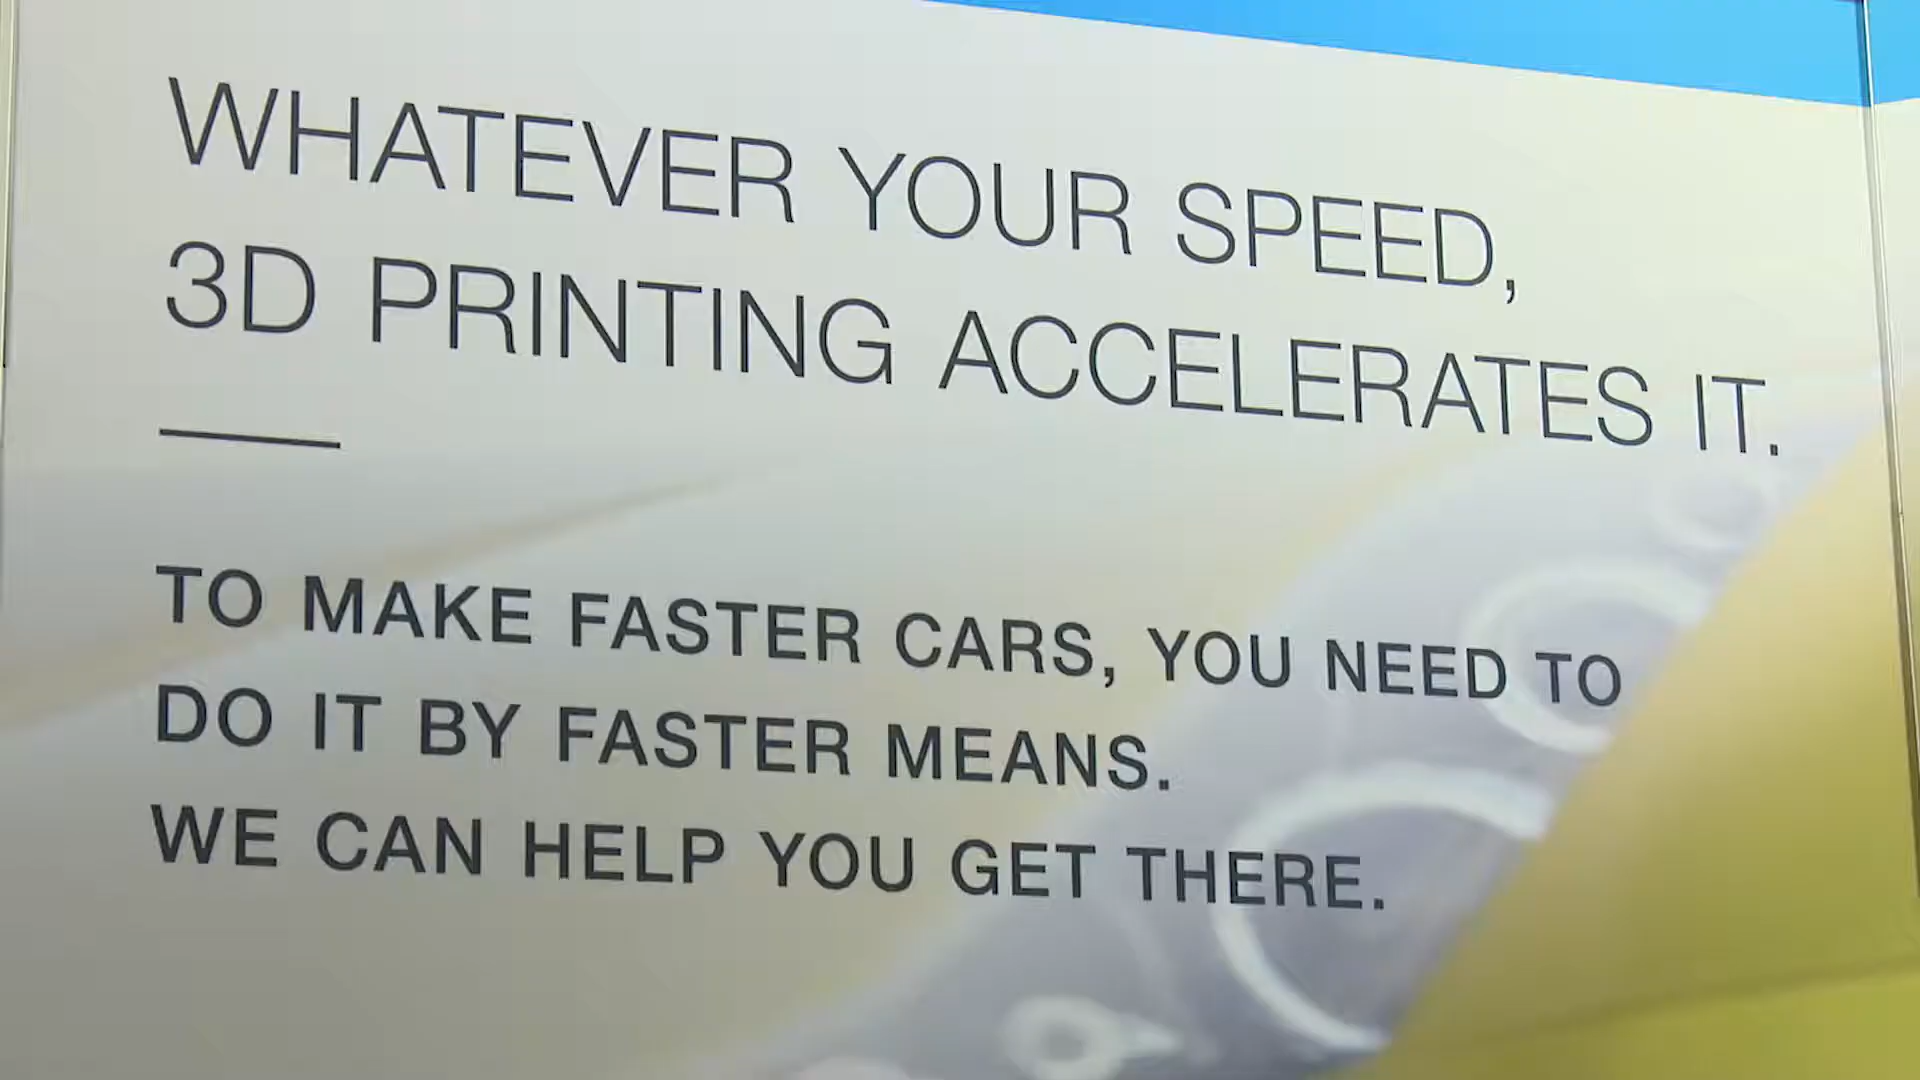 WHATEVER YOUR SPEED,
3D PRINTING ACCELERATES IT.
TO MAKE FASTER CARS, YOU NEED TO
DO IT BY FASTER MEANS.
WE CAN HELP YOU GET THERE.